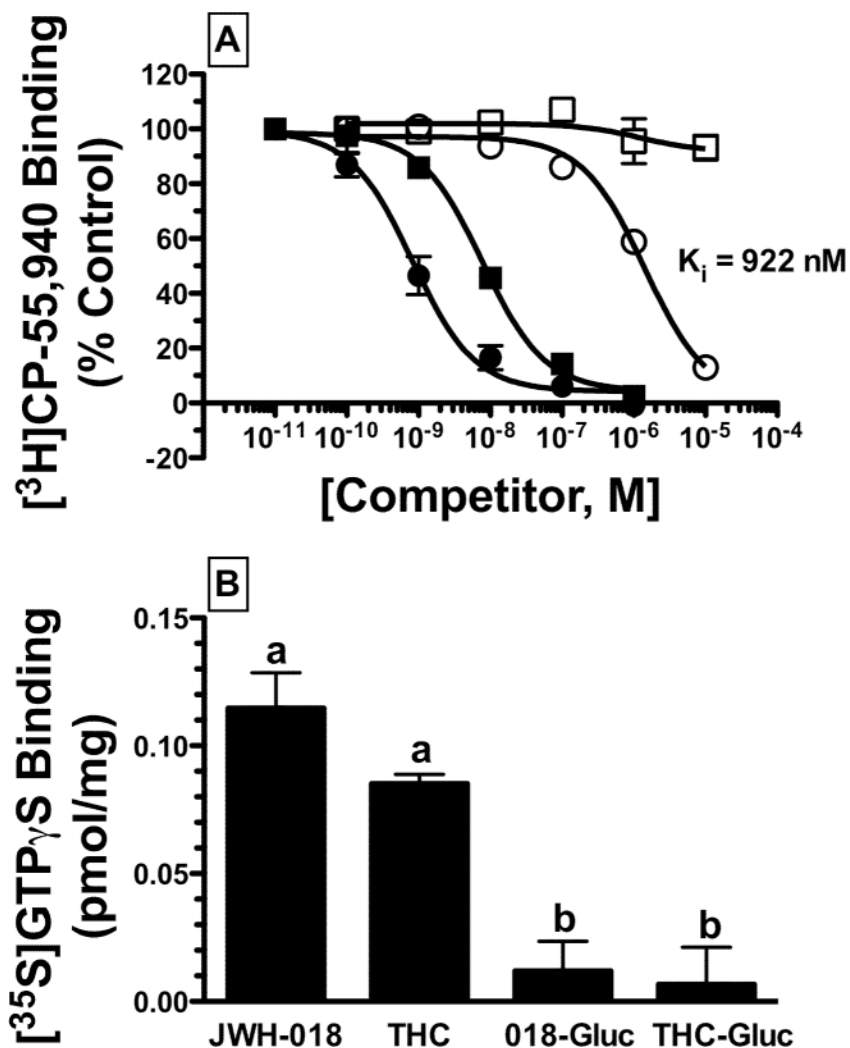 A
[³H]CP-55,940 Binding
(% Control)
120
100
80
60
40
20
0
-20
Kᵢ = 922 nM
10⁻¹¹ 10⁻¹⁰ 10⁻⁹ 10⁻⁸ 10⁻⁷ 10⁻⁶ 10⁻⁵ 10⁻⁴
[Competitor, M]
B
[³⁵S]GTPγS Binding
(pmol/mg)
0.15
0.10
0.05
0.00
a
a
b
b
JWH-018 THC 018-Gluc THC-Gluc